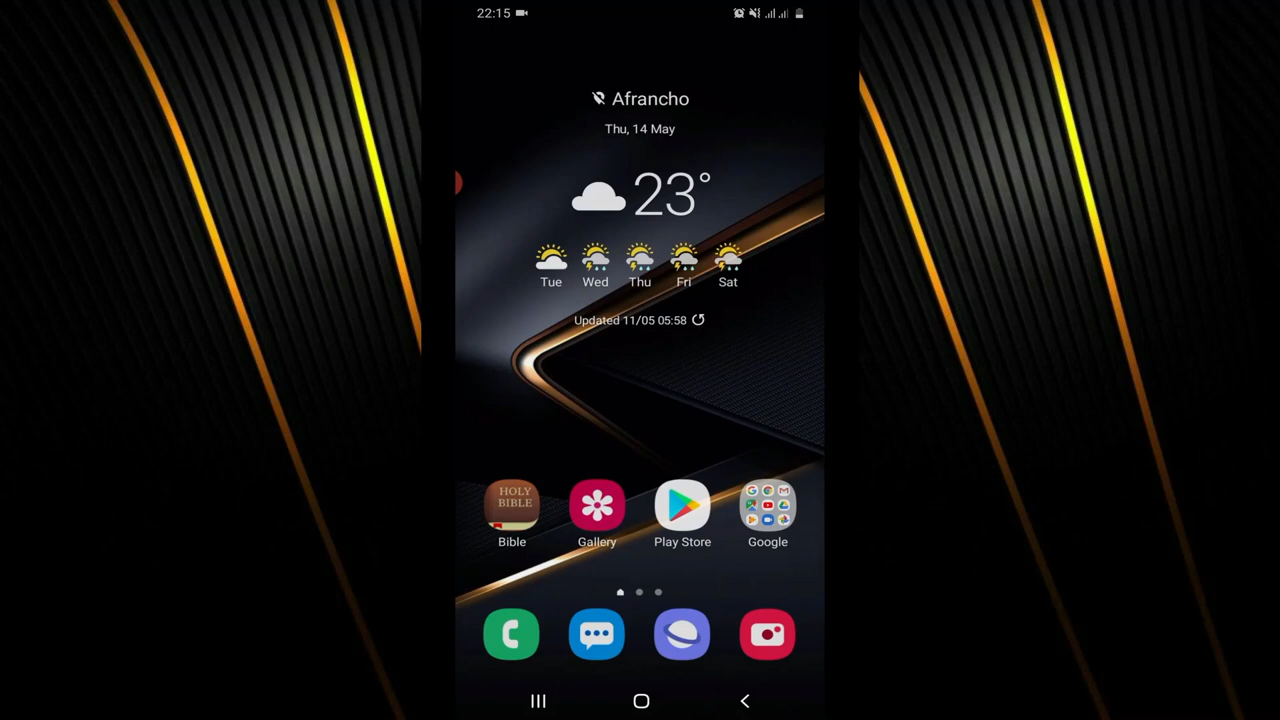 22:15
Afrancho
Thu, 14 May
23°
Tue Wed Thu Fri Sat
Updated 11/05 05:58
HOLY
BIBLE
Bible Gallery Play Store Google